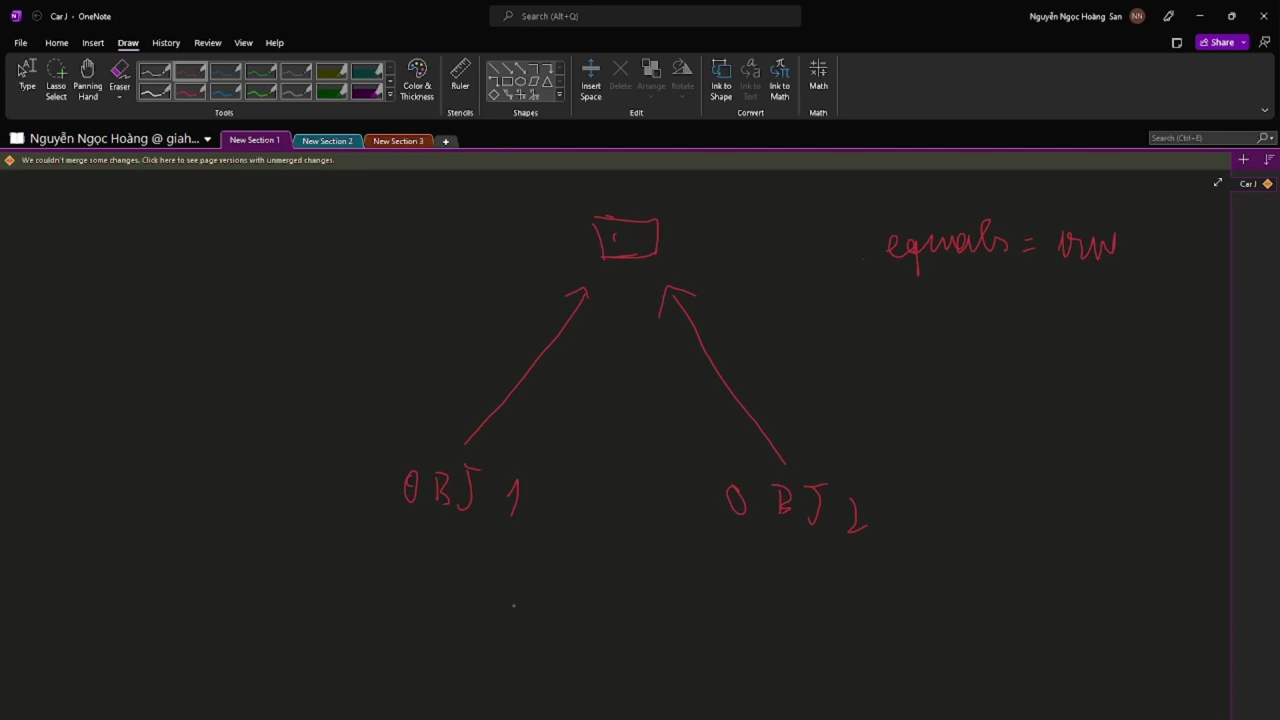 Car J - OneNote
Search (Alt+Q)
Nguyễn Ngọc Hoàng San NN
File Home Insert Draw History Review View Help
Share
Type
Lasso Select
Panning Hand
Eraser
Color & Thickness
Ruler
Insert Space
Delete
Arrange
Rotate
Ink to Shape
Ink to Text
Ink to Math
Math
Tools Stencils Shapes Edit Convert Math
Nguyễn Ngọc Hoàng @ giah... New Section 1 New Section 2 New Section 3 +
Search (Ctrl+E)
We couldn't merge some changes. Click here to see page versions with unmerged changes.
Car J
equals =
OBJ 1
OBJ 2